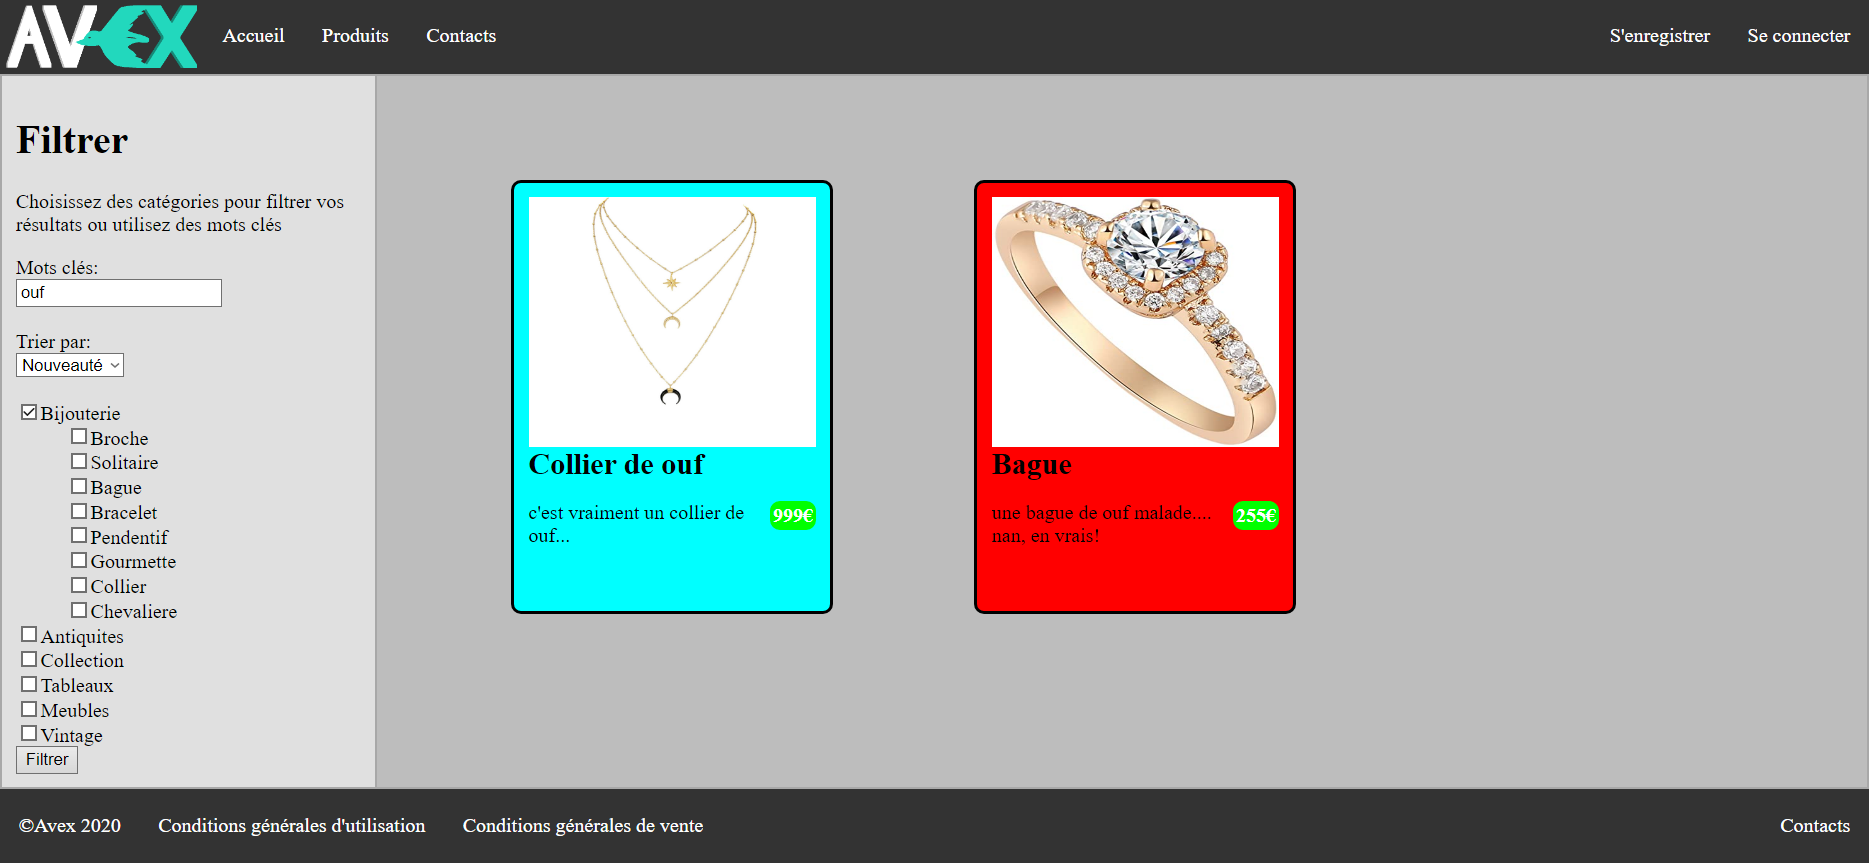 AVEX
Accueil
Produits
Contacts
S'enregistrer
Se connecter
Filtrer
Choisissez des catégories pour filtrer vos
résultats ou utilisez des mots clés
Mots clés:
ouf
Trier par:
Nouveauté
Bijouterie
Broche
Solitaire
Bague
Bracelet
Pendentif
Gourmette
Collier
Chevaliere
Antiquites
Collection
Tableaux
Meubles
Vintage
Filtrer
Collier de ouf
c'est vraiment un collier de
ouf...
999€
Bague
une bague de ouf malade....
nan, en vrais!
255€
©Avex 2020
Conditions générales d'utilisation
Conditions générales de vente
Contacts